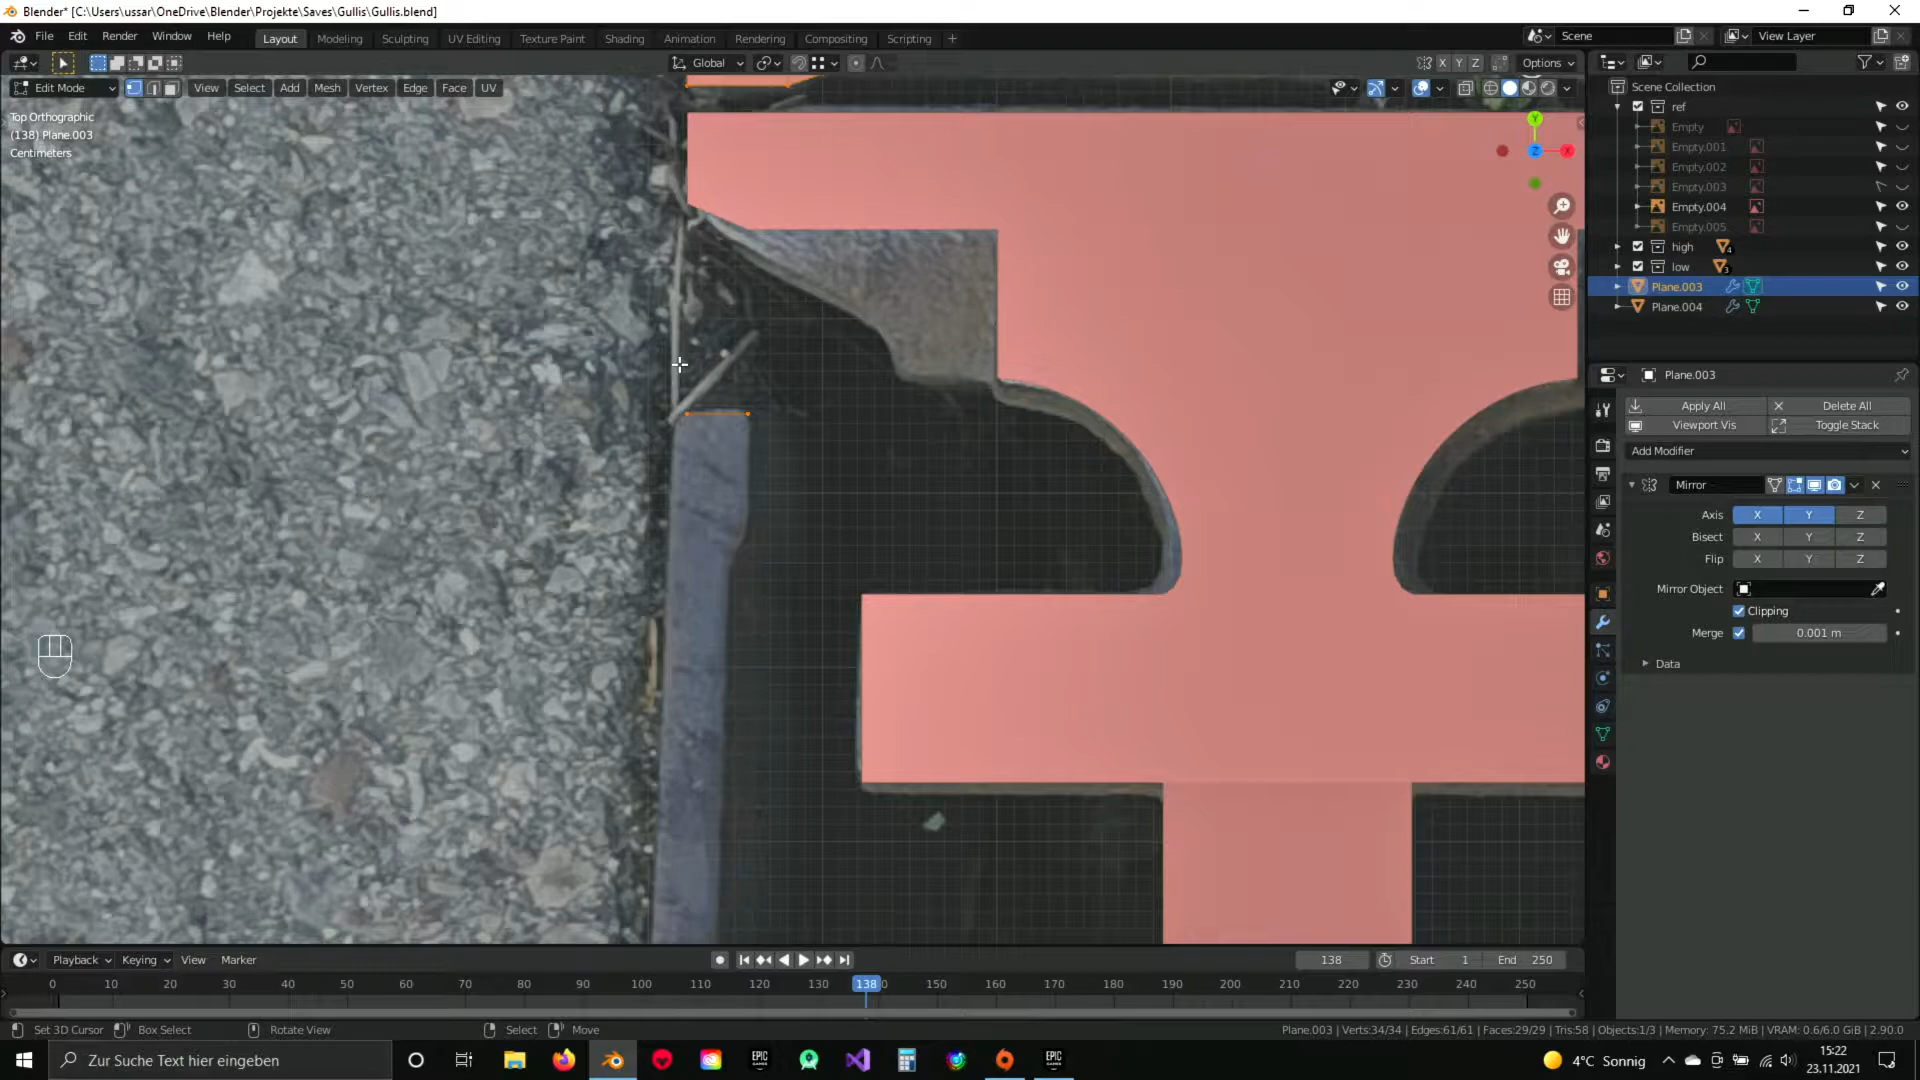 Blender* [C:\Users\ussar\OneDrive\Blender\Projekte\Saves\Gullis\Gullis.blend]
File Edit Render Window Help Layout Modeling Sculpting UV Editing Texture Paint Shading Animation Rendering Compositing Scripting + Scene View Layer
Global X Y Z Options
Edit Mode View Select Add Mesh Vertex Edge Face UV
Top Orthographic
(138) Plane.003
Centimeters
Y
Z X
Scene Collection
ref
Empty
Empty.001
Empty.002
Empty.003
Empty.004
Empty.005
high 4
low 3
Plane.003
Plane.004
Plane.003
Apply All Delete All
Viewport Vis Toggle Stack
Add Modifier
Mirror
Axis X Y Z
Bisect X Y Z
Flip X Y Z
Mirror Object
Clipping
Merge 0.001 m
Data
Playback Keying View Marker 138 Start 1 End 250
0 10 20 30 40 50 60 70 80 90 100 110 120 130 138 0 150 160 170 180 190 200 210 220 230 240 250
Set 3D Cursor Box Select Rotate View Select Move Plane.003 | Verts:34/34 | Edges:61/61 | Faces:29/29 | Tris:58 | Objects:1/3 | Memory: 75.2 MiB | VRAM: 0.6/6.0 GiB | 2.90.0
Zur Suche Text hier eingeben EPIC GAMES EPIC GAMES 4°C Sonnig 15:22
23.11.2021